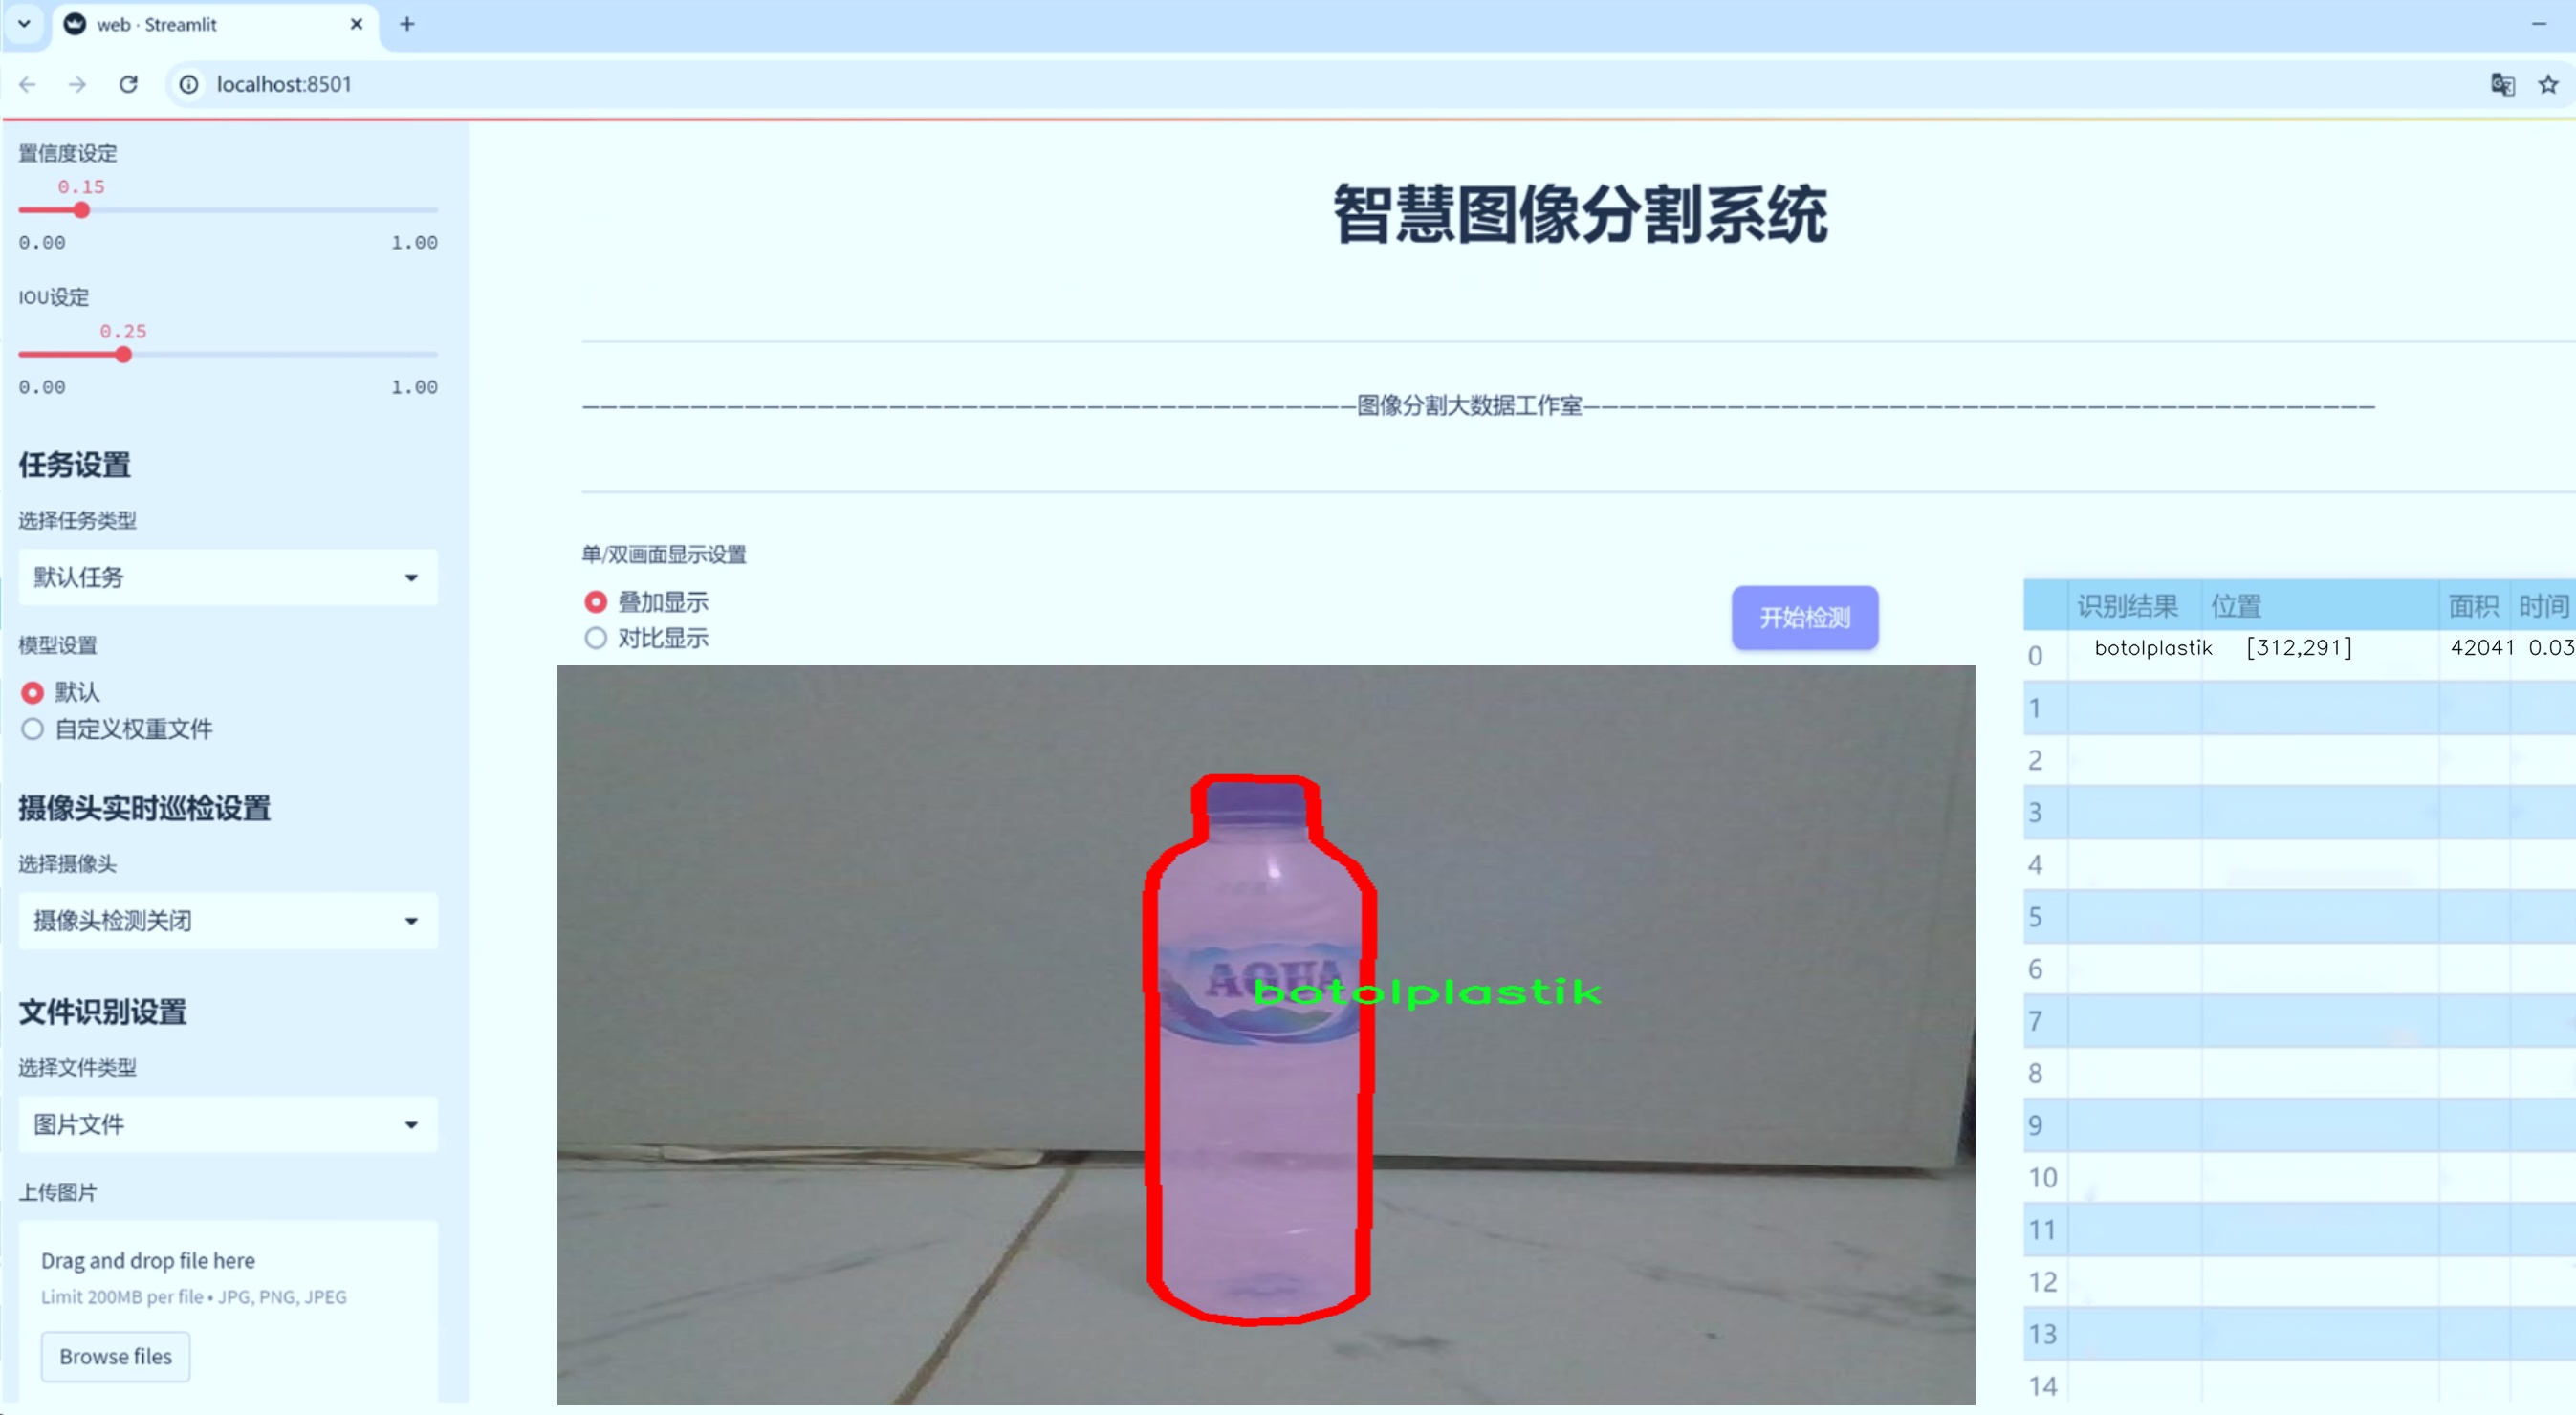 web · Streamlit
localhost:8501
置信度设定
0.15
0.00 1.00
IOU设定
0.25
0.00 1.00
任务设置
选择任务类型
默认任务
模型设置
默认
自定义权重文件
摄像头实时巡检设置
选择摄像头
摄像头检测关闭
文件识别设置
选择文件类型
图片文件
上传图片
Drag and drop file here
Limit 200MB per file • JPG, PNG, JPEG
Browse files
智慧图像分割系统
图像分割大数据工作室
单/双画面显示设置
叠加显示
对比显示
开始检测
AQUA
botolplastik
识别结果 位置 面积 时间
0 botolplastik [312,291] 42041 0.03
1
2
3
4
5
6
7
8
9
10
11
12
13
14